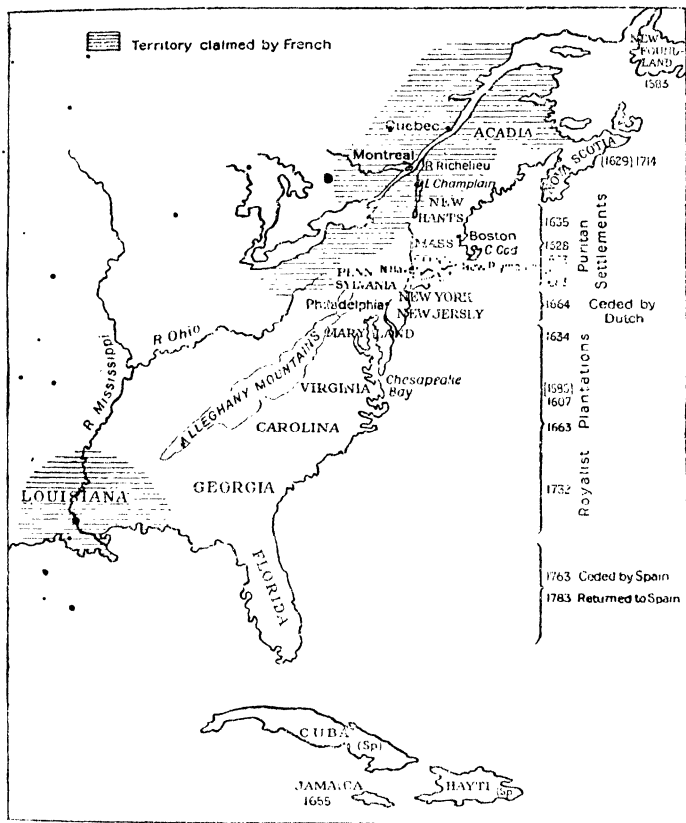 Territory claimed by French
NEW
FOUND-
LAND
1583
Quebec
ACADIA
Montreal
R Richelieu
L Champlain
NOVA SCOTIA
(1629) 1714
NEW
HANTS
1635
MASS
Boston
C Cod
1628
Puritan
Settlements
PENN
SYLVANIA
Philadelphia
NEW YORK
NEW JERSLY
1664 Ceded by
Dutch
R Ohio
MARYLAND
1634
R Mississippi
ALLEGHANY MOUNTAINS
VIRGINIA
Chesapeake
Bay
1607
CAROLINA
1663
Royalist Plantations
LOUISIANA
GEORGIA
1732
FLORIDA
1763 Ceded by Spain
1783 Returned to Spain
CUBA
(Sp)
JAMAICA
1655
HAYTI
(Sp